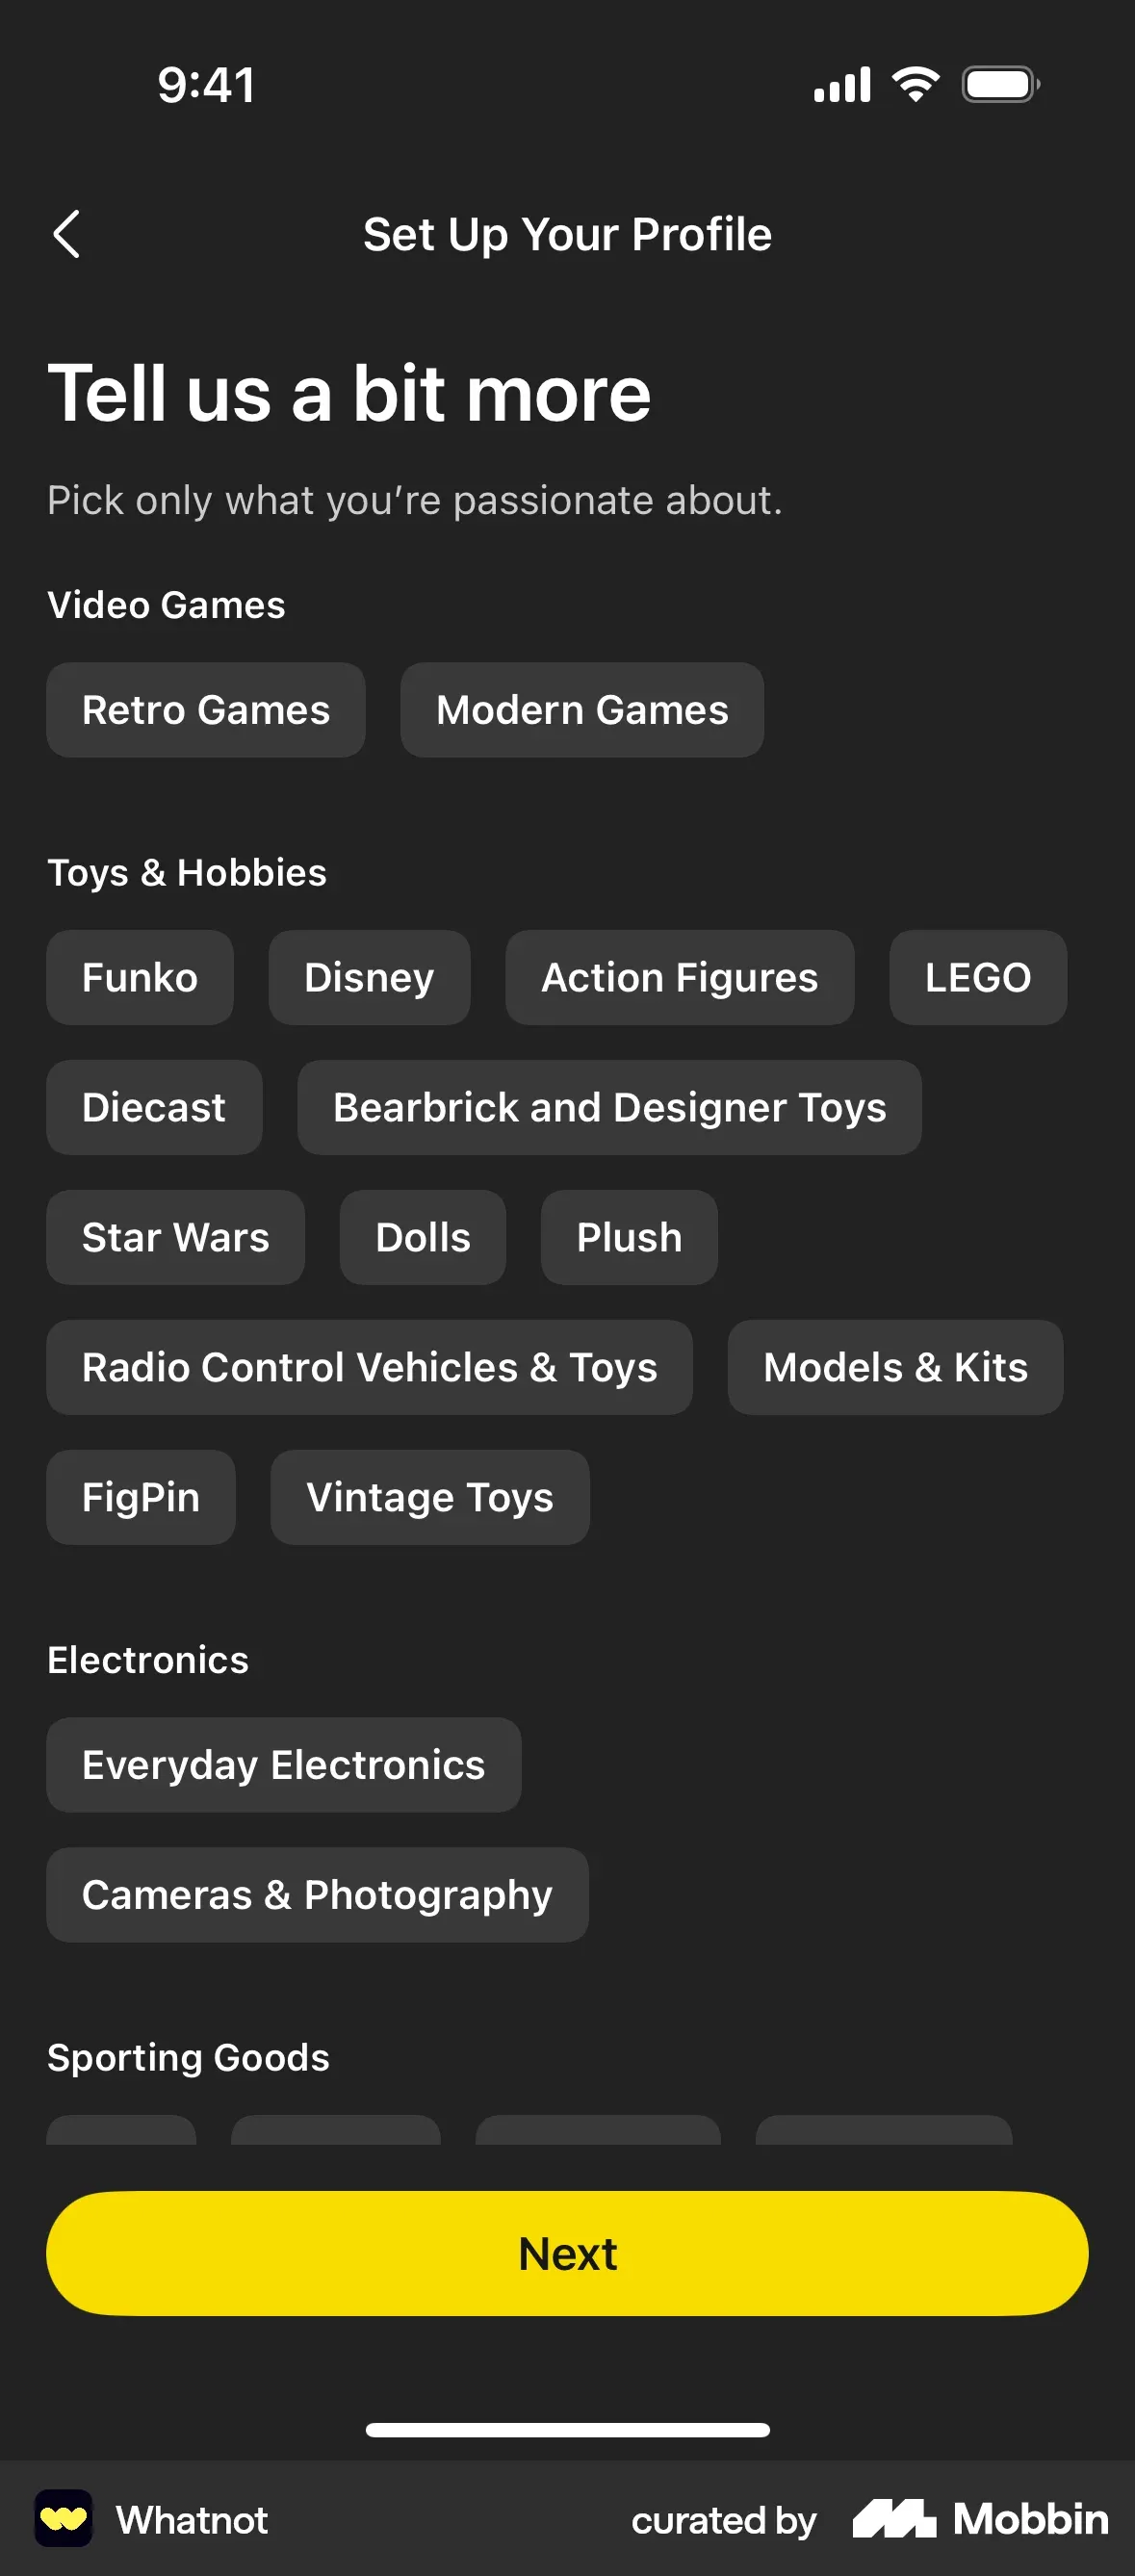 9:41
Set Up Your Profile
Tell us a bit more
Pick only what you’re passionate about.
Video Games
Retro Games Modern Games
Toys & Hobbies
Funko Disney Action Figures LEGO
Diecast Bearbrick and Designer Toys
Star Wars Dolls Plush
Radio Control Vehicles & Toys Models & Kits
FigPin Vintage Toys
Electronics
Everyday Electronics
Cameras & Photography
Sporting Goods
Next
Whatnot curated by Mobbin